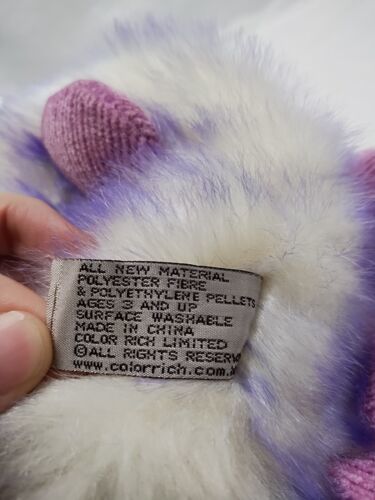 ALL NEW MATERIAL
POLYESTER FIBRE
& POLYETHYLENE PELLETS
AGES 3 AND UP
SURFACE WASHABLE
MADE IN CHINA
COLOR RICH LIMITED
©ALL RIGHTS RESERV
www.colorrich.com.